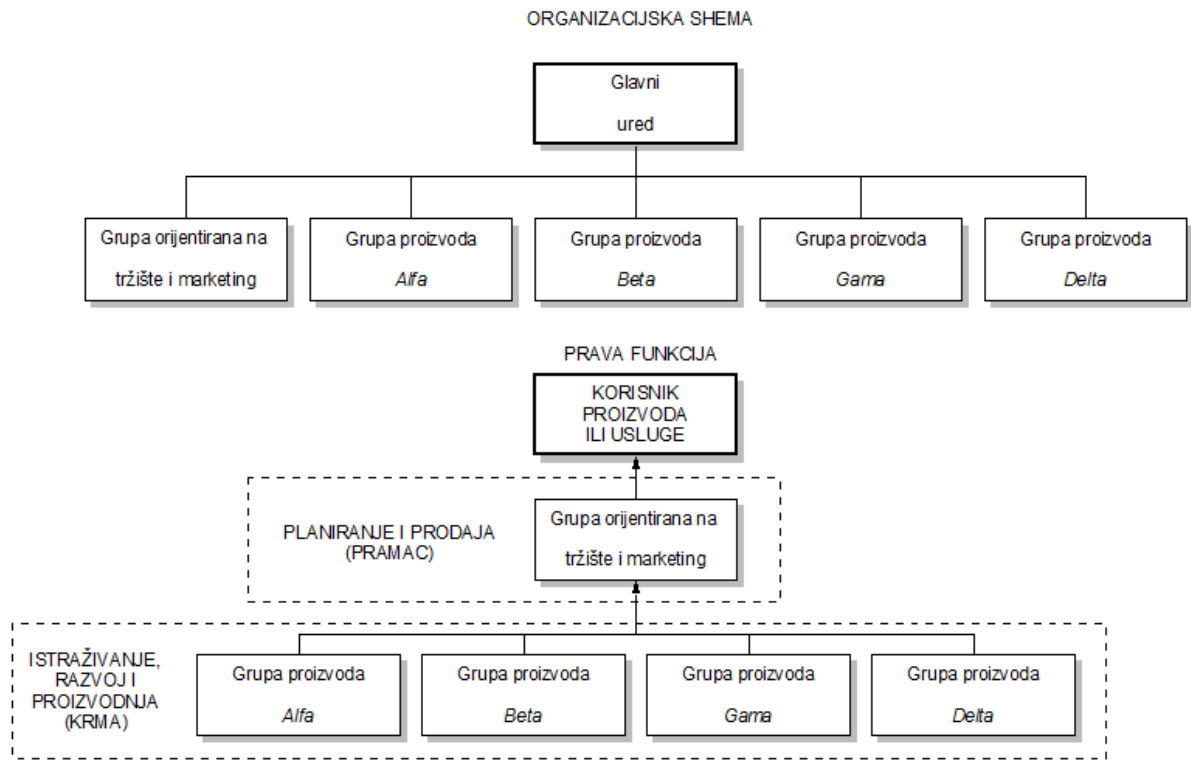 ORGANIZACIJSKA SHEMA
Glavni
ured
Grupa orijentirana na
tržište i marketing
Grupa proizvoda
Alfa
Grupa proizvoda
Beta
Grupa proizvoda
Gama
Grupa proizvoda
Delta
PRAVA FUNKCIJA
KORISNIK
PROIZVODA
ILI USLUGE
PLANIRANJE I PRODAJA
(PRAMAC)
Grupa orijentirana na
tržište i marketing
ISTRAŽIVANJE,
RAZVOJ I
PROIZVODNJA
(KRMA)
Grupa proizvoda
Alfa
Grupa proizvoda
Beta
Grupa proizvoda
Gama
Grupa proizvoda
Delta